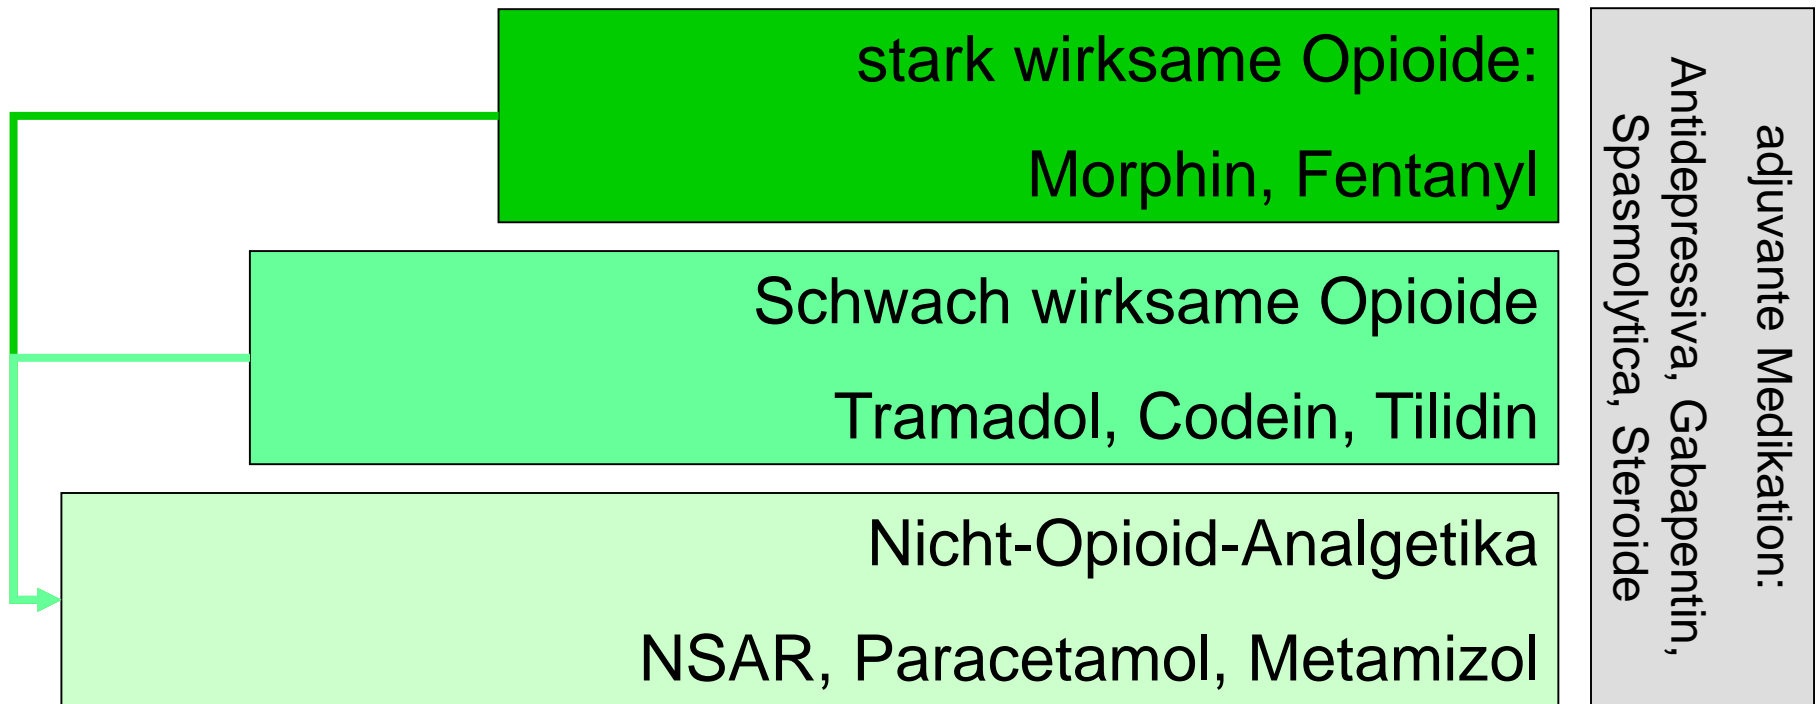 stark wirksame Opioide:
Morphin, Fentanyl
Schwach wirksame Opioide
Tramadol, Codein, Tilidin
Nicht-Opioid-Analgetika
NSAR, Paracetamol, Metamizol
adjuvante Medikation:
Antidepressiva, Gabapentin,
Spasmolytica, Steroide